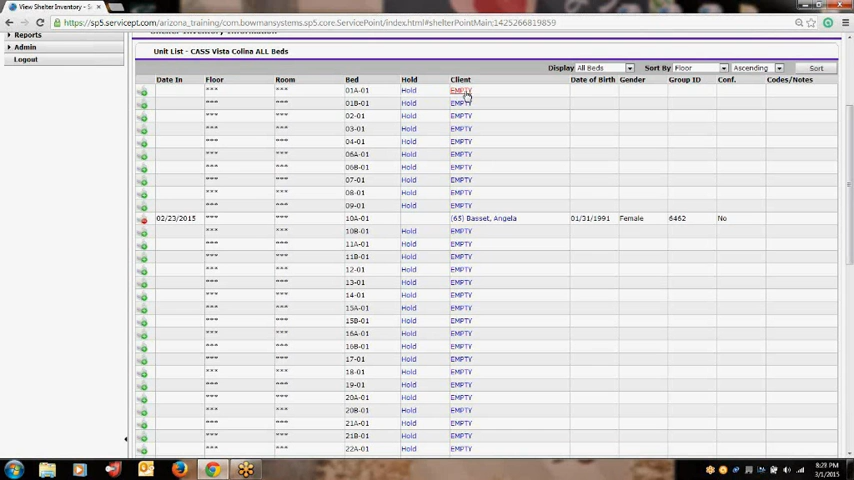 View Shelter Inventory - Se
https://sp5.servicept.com/arizona_training/com.bowmansystems.sp5.core.ServicePoint/index.html#shelterPointMain;1425266819859
Reports
Admin
Logout
Shelter Inventory Information
Unit List - CASS Vista Colina ALL Beds
Display All Beds Sort By Floor Ascending Sort
Date In Floor Room Bed Hold Client Date of Birth Gender Group ID Conf. Codes/Notes
*** *** 01A-01 Hold EMPTY
*** *** 01B-01 Hold EMPTY
*** *** 02-01 Hold EMPTY
*** *** 03-01 Hold EMPTY
*** *** 04-01 Hold EMPTY
*** *** 06A-01 Hold EMPTY
*** *** 06B-01 Hold EMPTY
*** *** 07-01 Hold EMPTY
*** *** 08-01 Hold EMPTY
*** *** 09-01 Hold EMPTY
02/23/2015 *** *** 10A-01 (65) Basset, Angela 01/31/1991 Female 6462 No
*** *** 10B-01 Hold EMPTY
*** *** 11A-01 Hold EMPTY
*** *** 11B-01 Hold EMPTY
*** *** 12-01 Hold EMPTY
*** *** 13-01 Hold EMPTY
*** *** 14-01 Hold EMPTY
*** *** 15A-01 Hold EMPTY
*** *** 15B-01 Hold EMPTY
*** *** 16A-01 Hold EMPTY
*** *** 16B-01 Hold EMPTY
*** *** 17-01 Hold EMPTY
*** *** 18-01 Hold EMPTY
*** *** 19-01 Hold EMPTY
*** *** 20A-01 Hold EMPTY
*** *** 20B-01 Hold EMPTY
*** *** 21A-01 Hold EMPTY
*** *** 21B-01 Hold EMPTY
*** *** 22A-01 Hold EMPTY
8:23 PM
3/1/2015